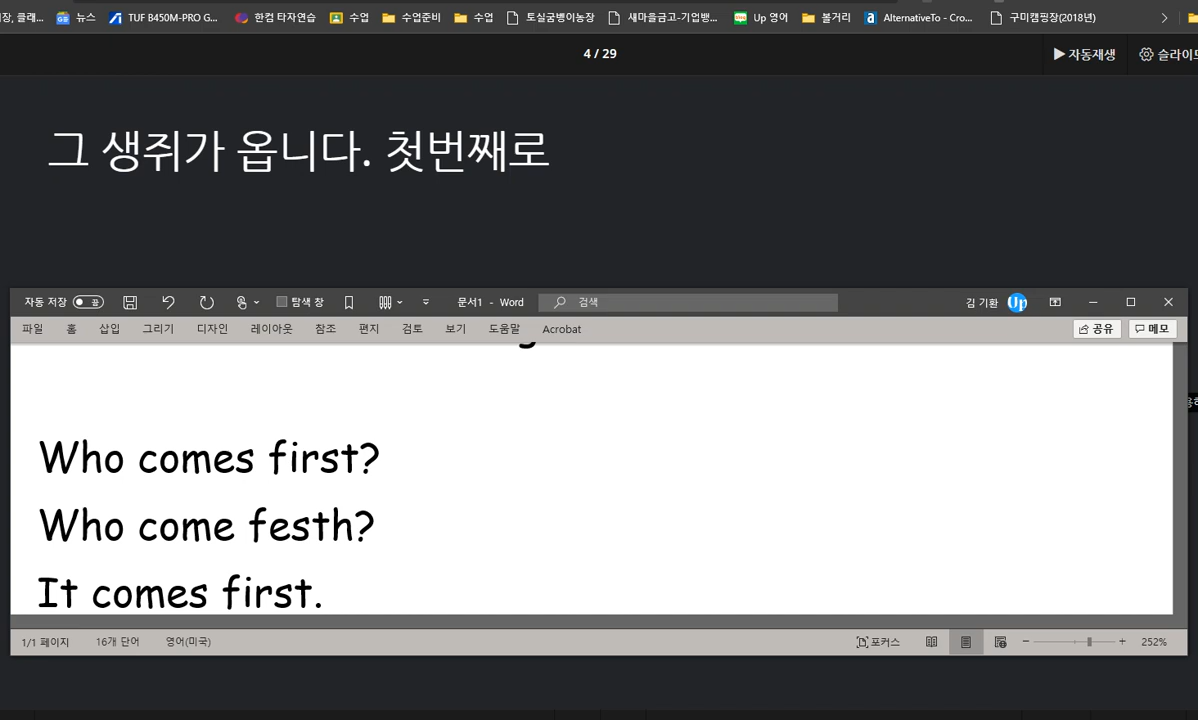 장, 클래... 뉴스 TUF B450M-PRO G... 한컴 타자연습 수업 수업준비 수업 토실굼뱅이농장 새마을금고-기업뱅... Up 영어 볼거리 AlternativeTo - Cro... 구미캠핑장(2018년)
4 / 29 자동재생 슬라이드
그 생쥐가 옵니다. 첫번째로
자동 저장 끔 탐색 창 문서1 - Word 검색 김 기환 Up
파일 홈 삽입 그리기 디자인 레이아웃 참조 편지 검토 보기 도움말 Acrobat 공유 메모
Who comes first?
Who come festh?
It comes first.
1/1 페이지 16개 단어 영어(미국) 포커스 252%